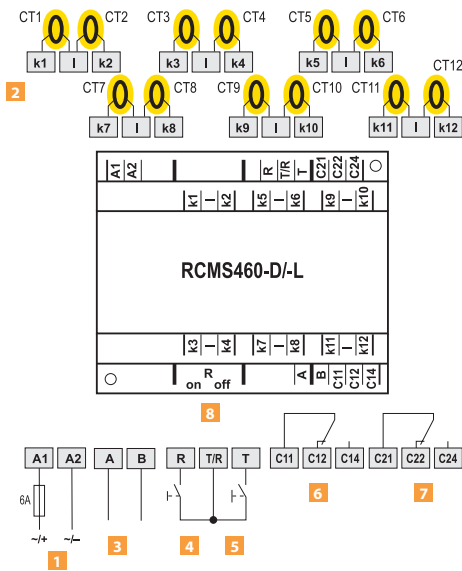 CT1 CT2 CT3 CT4 CT5 CT6
k1 l k2 k3 l k4 k5 l k6
2
CT7 CT8 CT9 CT10 CT11 CT12
k7 l k8 k9 l k10 k11 l k12
A1 A2 R T/R T C21 C22 C24
k1 l k2 k5 l k6 k9 l k10
RCMS460-D/-L
k3 l k4 k7 l k8 k11 l k12
R
on off
A B C11 C12 C14
8
A1 A2 A B R T/R T C11 C12 C14 C21 C22 C24
6A
6 7
~/+ ~/–
3 4 5
1